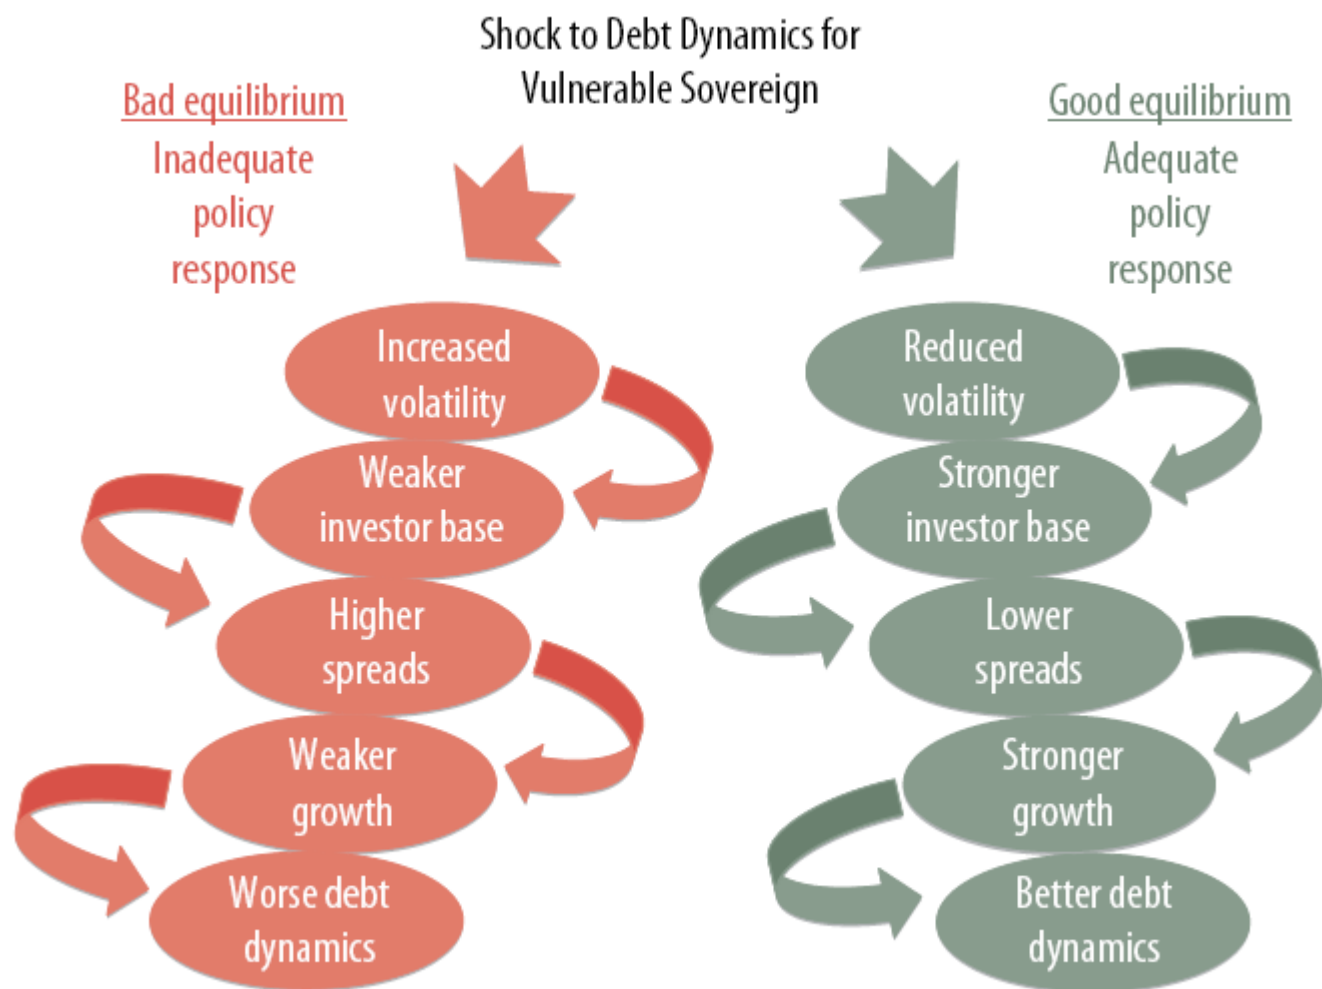 Shock to Debt Dynamics for
Vulnerable Sovereign
Bad equilibrium
Inadequate
policy
response
Good equilibrium
Adequate
policy
response
Increased
volatility
Weaker
investor base
Higher
spreads
Weaker
growth
Worse debt
dynamics
Reduced
volatility
Stronger
investor base
Lower
spreads
Stronger
growth
Better debt
dynamics